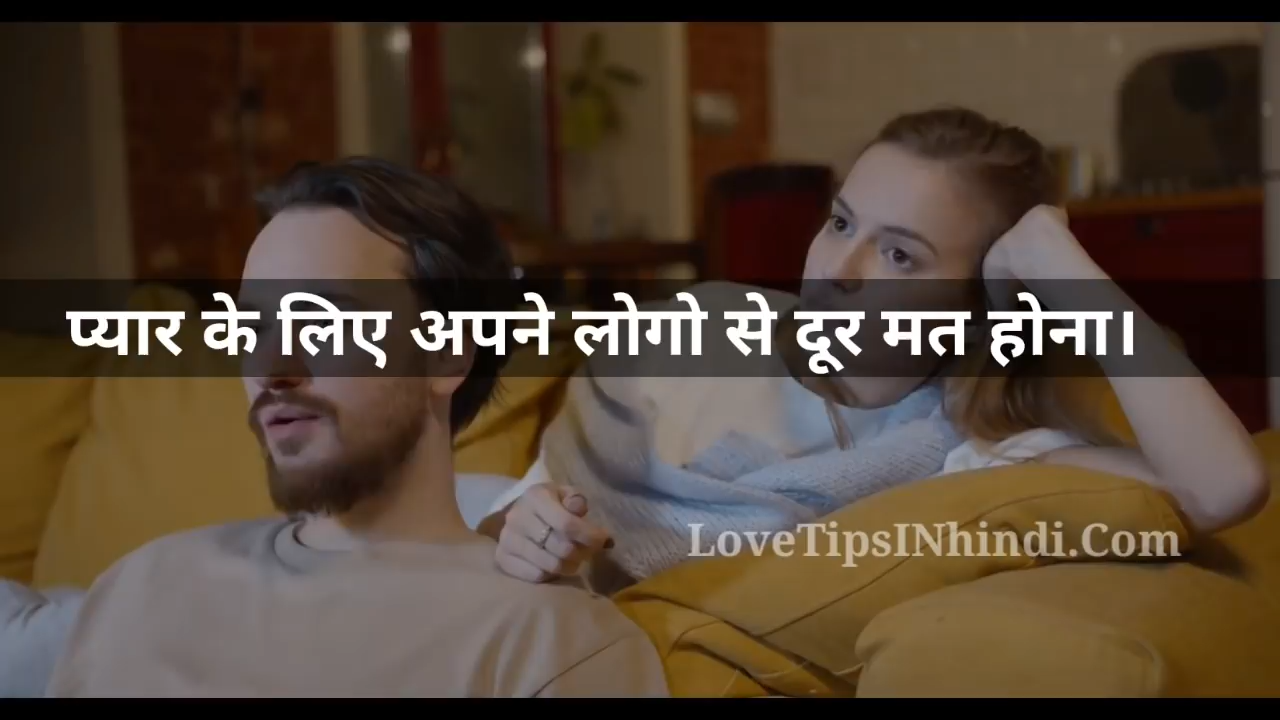 प्यार के लिए अपने लोगो से दूर मत होना।
LoveTipsINhindi.Com